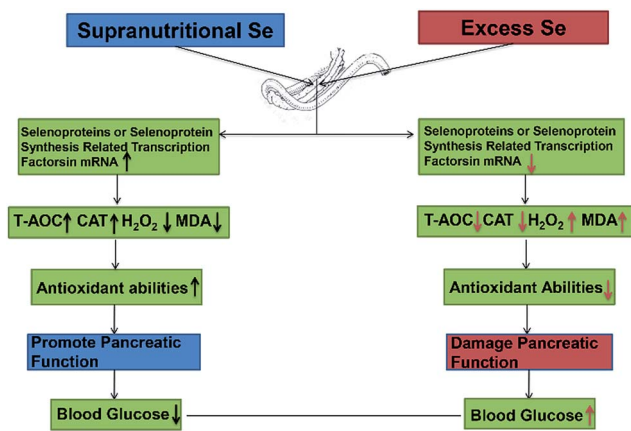 Supranutritional Se
Excess Se
Selenoproteins or Selenoprotein
Synthesis Related Transcription
Factorsin mRNA ↑
Selenoproteins or Selenoprotein
Synthesis Related Transcription
Factorsin mRNA ↓
T-AOC↑ CAT↑ H₂O₂ ↓ MDA↓
T-AOC↓ CAT ↓ H₂O₂ ↑ MDA↑
Antioxidant abilities ↑
Antioxidant Abilities ↓
Promote Pancreatic
Function
Damage Pancreatic
Function
Blood Glucose ↓
Blood Glucose ↑